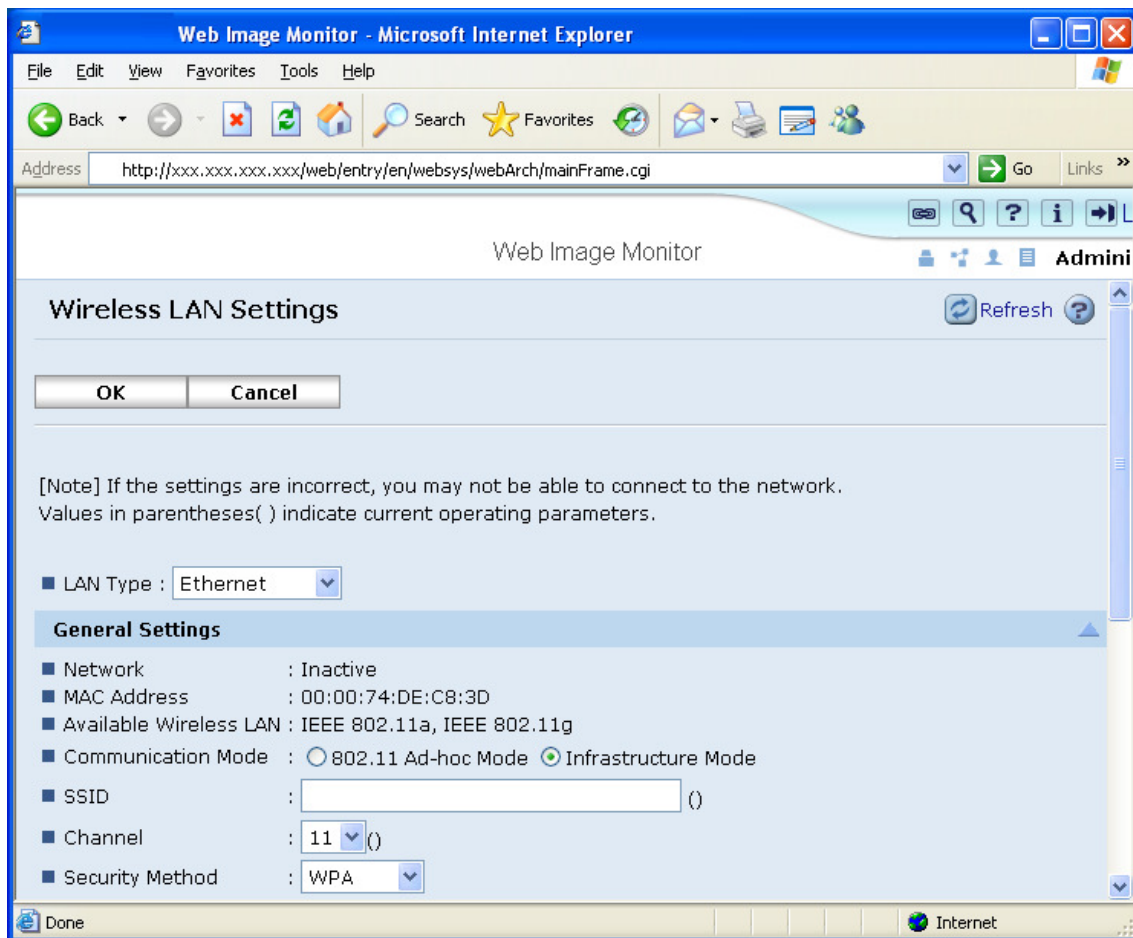 Web Image Monitor - Microsoft Internet Explorer
File Edit View Favorites Tools Help
Back Search Favorites
Address http://xxx.xxx.xxx.xxx/web/entry/en/websys/webArch/mainFrame.cgi Go Links »
Web Image Monitor
Admini
Wireless LAN Settings Refresh
OK Cancel
[Note] If the settings are incorrect, you may not be able to connect to the network.
Values in parentheses( ) indicate current operating parameters.
LAN Type : Ethernet
General Settings
Network : Inactive
MAC Address : 00:00:74:DE:C8:3D
Available Wireless LAN : IEEE 802.11a, IEEE 802.11g
Communication Mode : 802.11 Ad-hoc Mode Infrastructure Mode
SSID : ()
Channel : 11 ()
Security Method : WPA
Done Internet